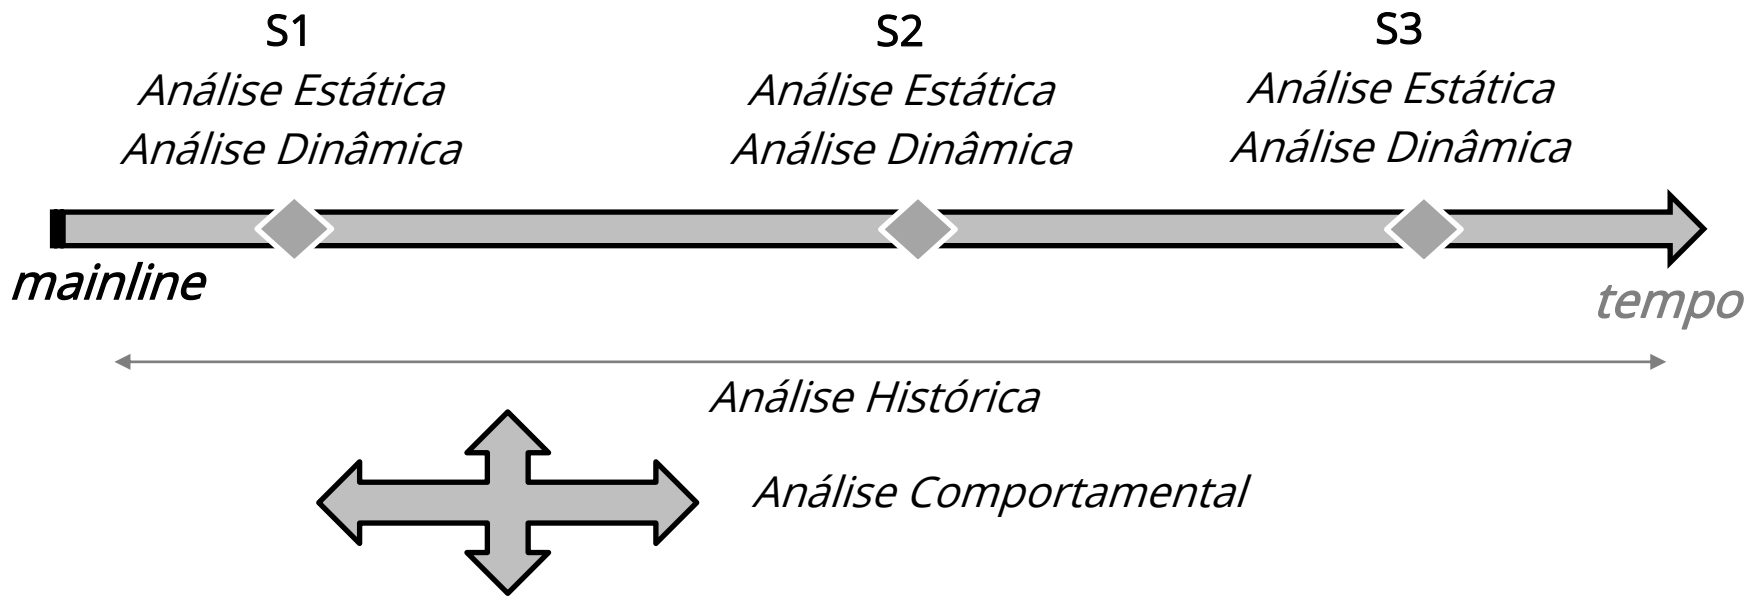 S1
Análise Estática
Análise Dinâmica
S2
Análise Estática
Análise Dinâmica
S3
Análise Estática
Análise Dinâmica
mainline
tempo
Análise Histórica
Análise Comportamental